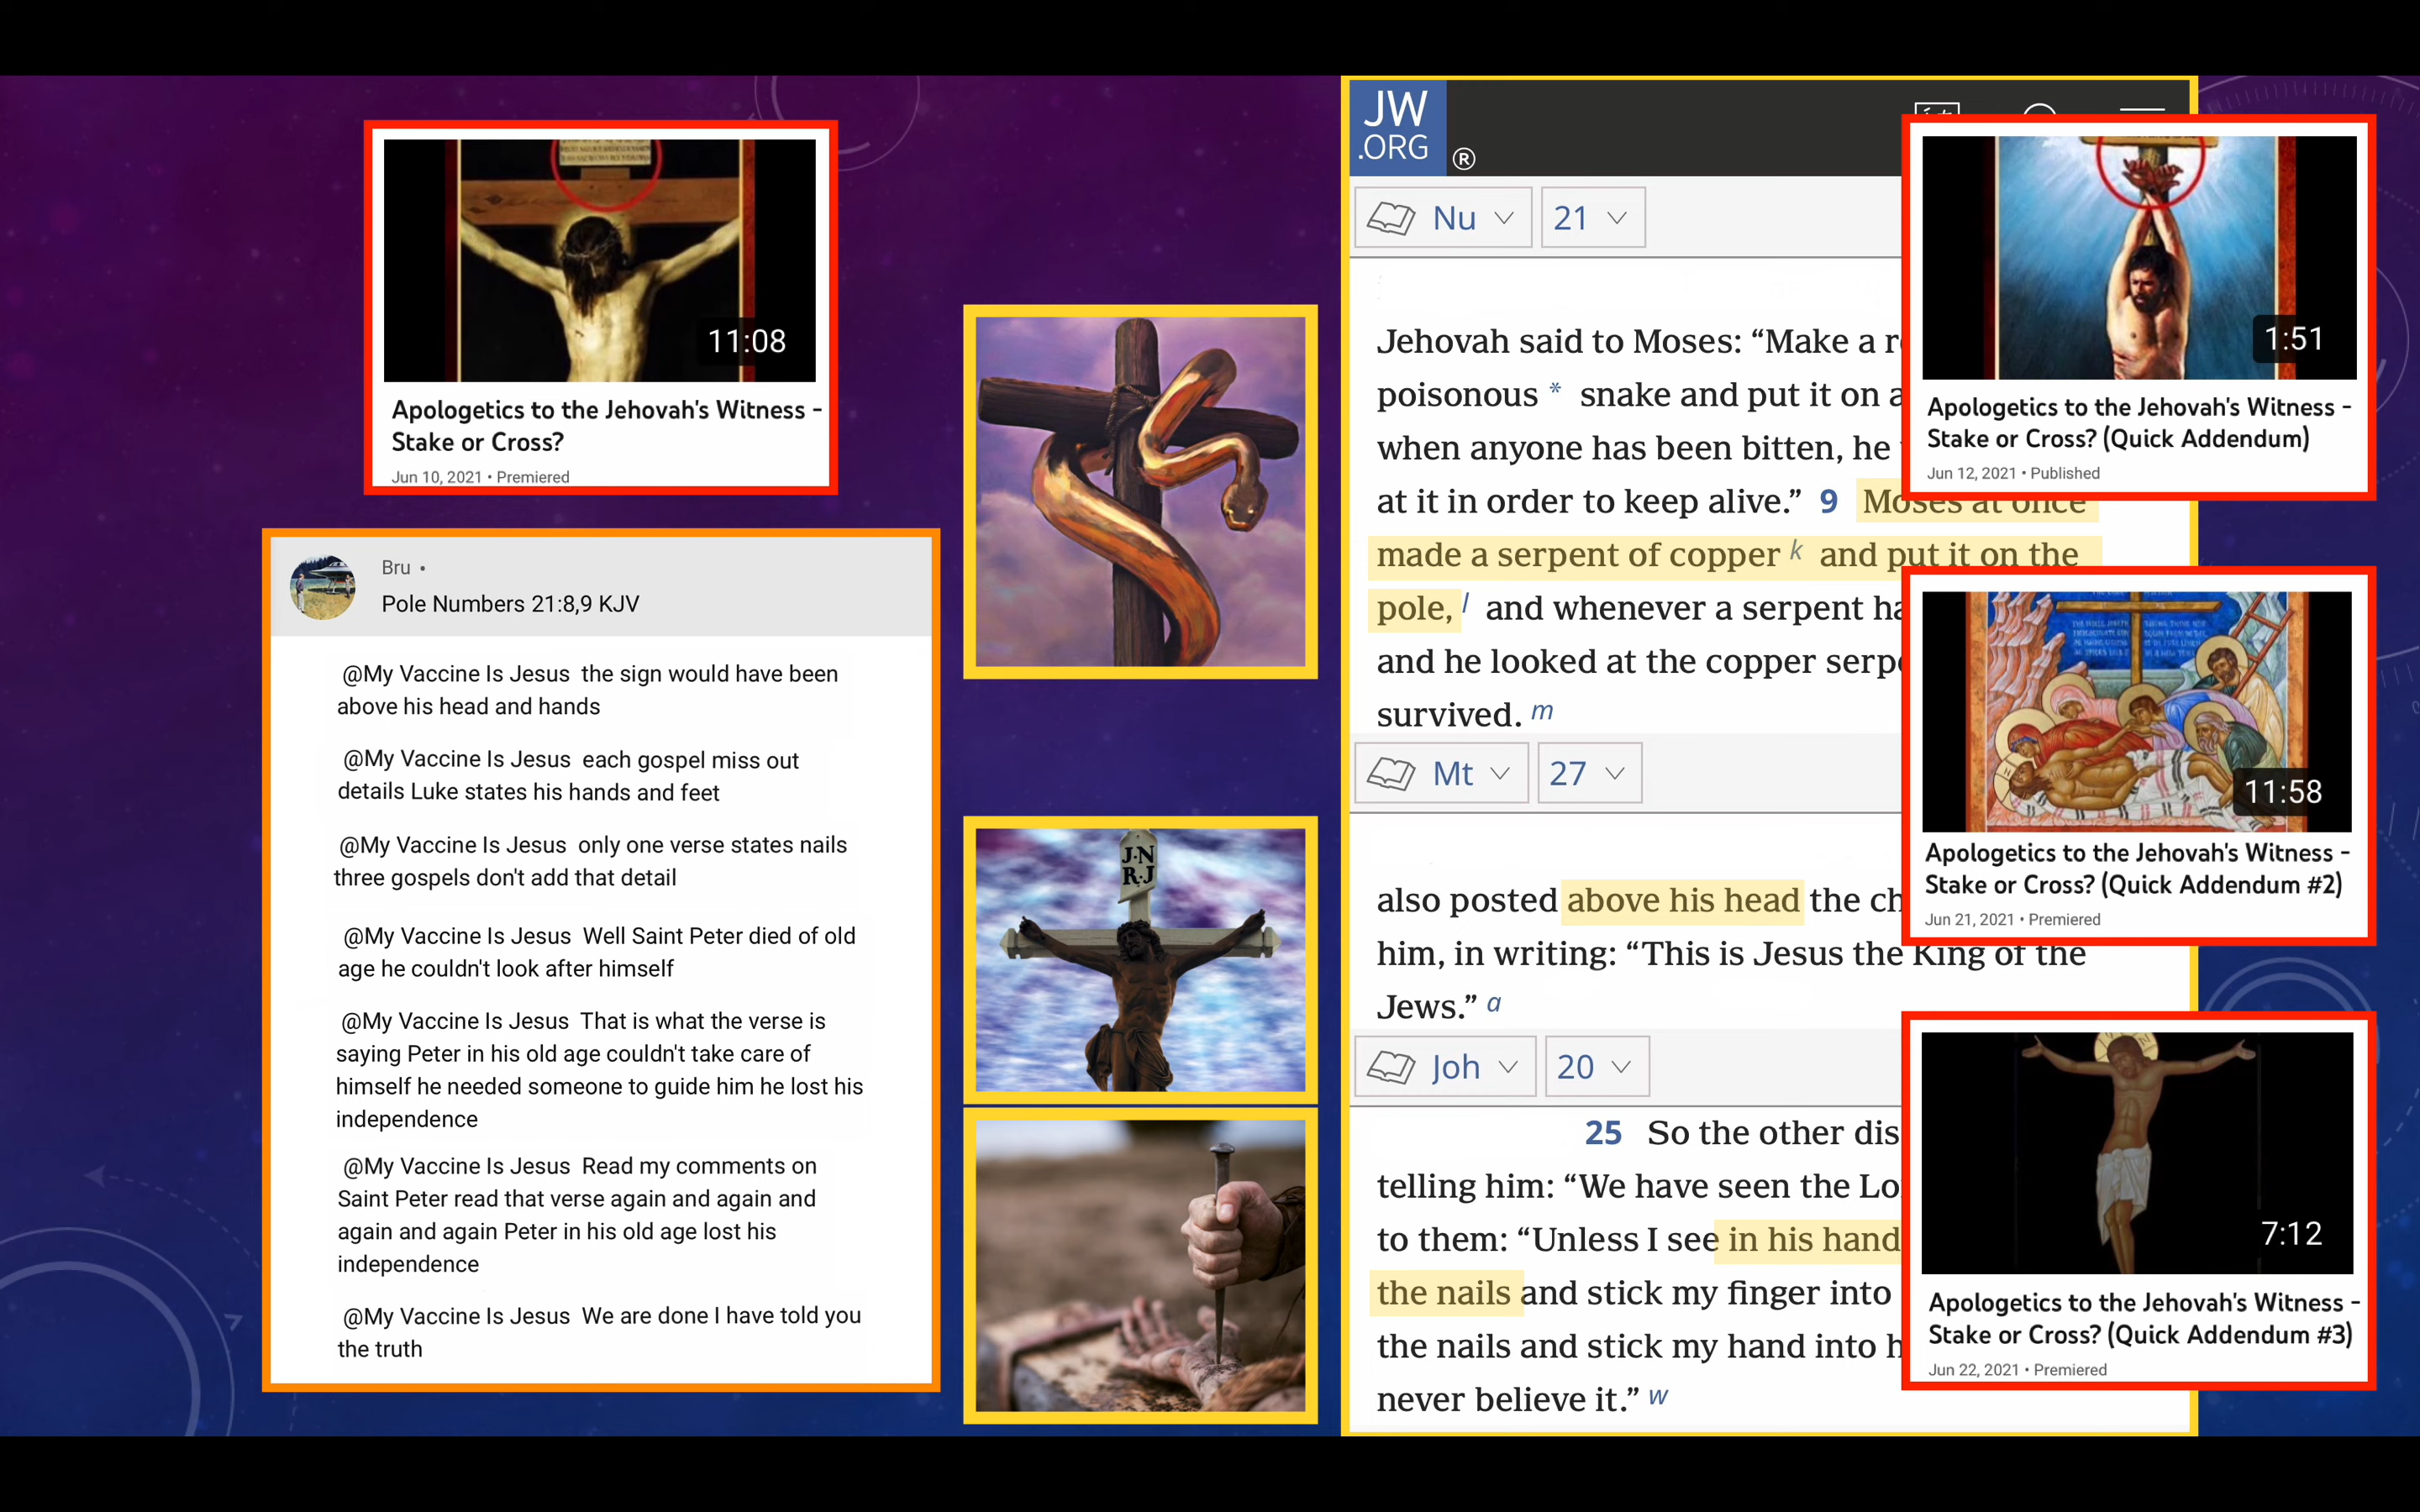 11:08
Apologetics to the Jehovah's Witness -
Stake or Cross?
Jun 10, 2021 • Premiered
Bru •
Pole Numbers 21:8,9 KJV
@My Vaccine Is Jesus the sign would have been
above his head and hands
@My Vaccine Is Jesus each gospel miss out
details Luke states his hands and feet
@My Vaccine Is Jesus only one verse states nails
three gospels don't add that detail
@My Vaccine Is Jesus Well Saint Peter died of old
age he couldn't look after himself
@My Vaccine Is Jesus That is what the verse is
saying Peter in his old age couldn't take care of
himself he needed someone to guide him he lost his
independence
@My Vaccine Is Jesus Read my comments on
Saint Peter read that verse again and again and
again and again Peter in his old age lost his
independence
@My Vaccine Is Jesus We are done I have told you
the truth
J.N
R.J
JW
.ORG ®
Nu 21
Jehovah said to Moses: “Make a
poisonous * snake and put it on a
when anyone has been bitten, he
at it in order to keep alive.” 9 Moses at once
made a serpent of copper k and put it on the
pole, l and whenever a serpent ha
and he looked at the copper serpe
survived. m
Mt 27
also posted above his head the ch
him, in writing: “This is Jesus the King of the
Jews.” a
Joh 20
25 So the other dis
telling him: “We have seen the Lo
to them: “Unless I see in his hand
the nails and stick my finger into
the nails and stick my hand into h
never believe it.” w
1:51
Apologetics to the Jehovah's Witness -
Stake or Cross? (Quick Addendum)
Jun 12, 2021 • Published
11:58
Apologetics to the Jehovah's Witness -
Stake or Cross? (Quick Addendum #2)
Jun 21, 2021 • Premiered
7:12
Apologetics to the Jehovah's Witness -
Stake or Cross? (Quick Addendum #3)
Jun 22, 2021 • Premiered